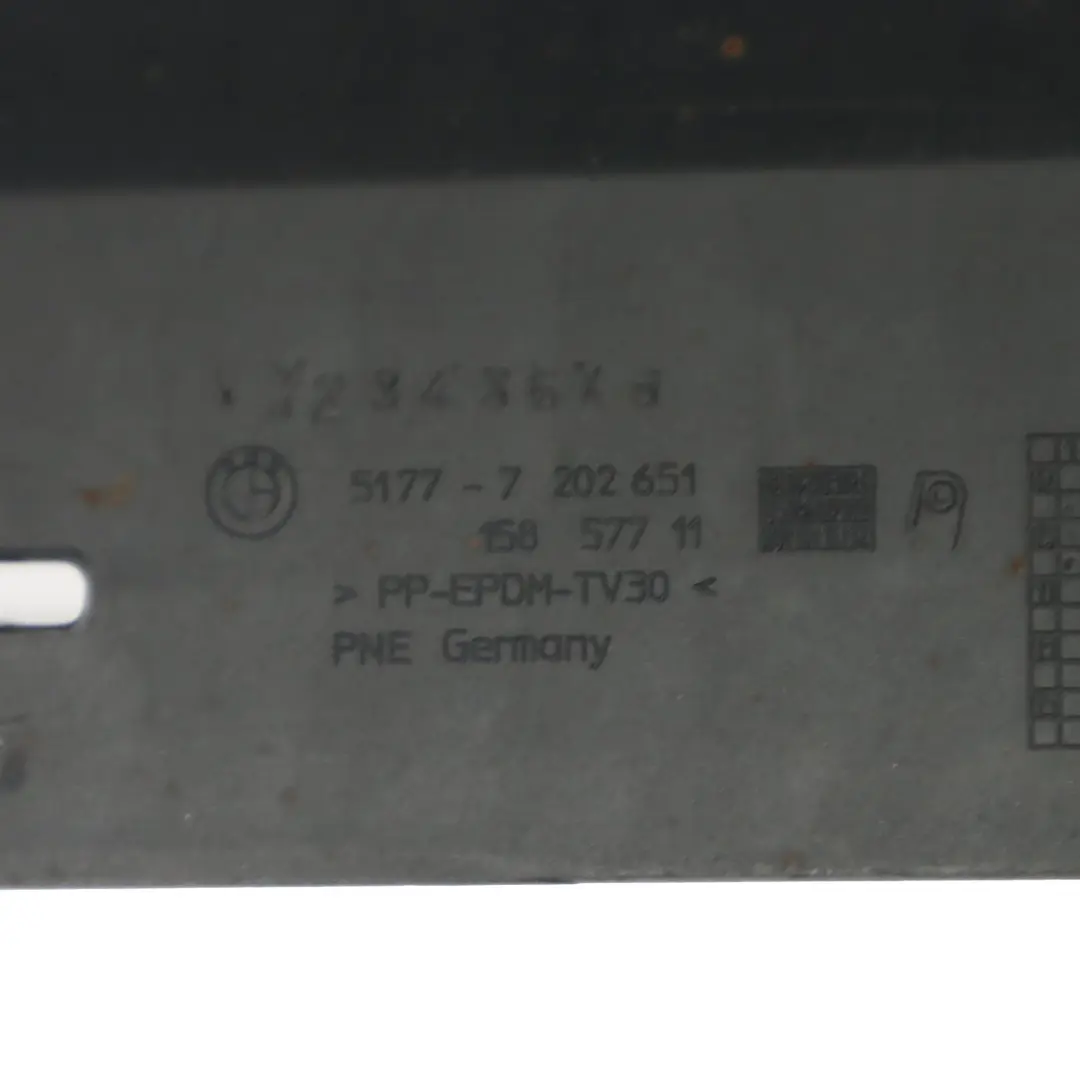 5177 - 7 202 651
158 577 11
> PP-EPDM-TV30 <
PNE Germany